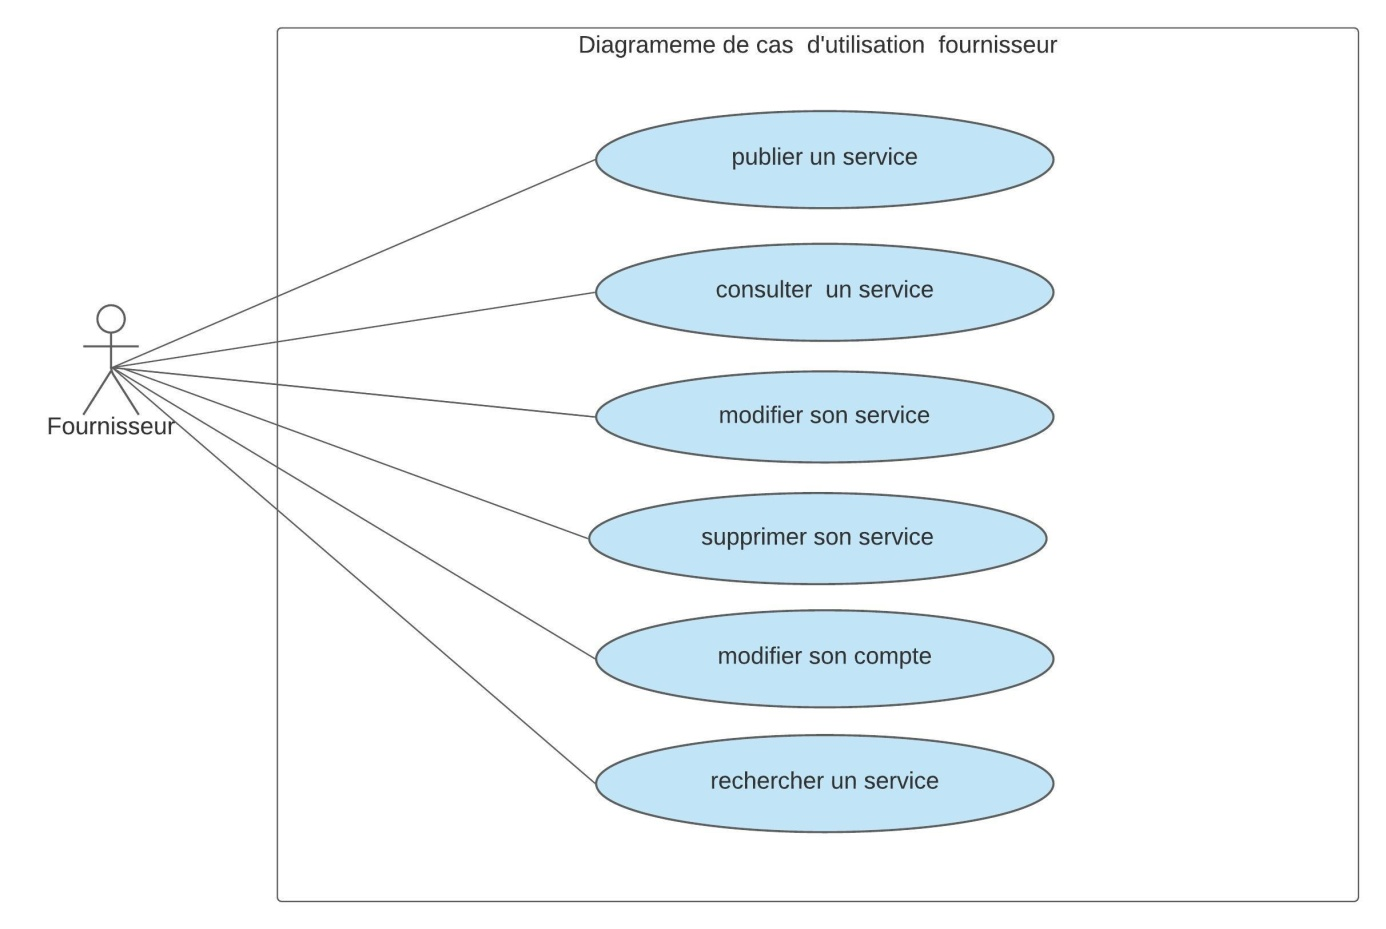 Diagrameme de cas  d'utilisation  fournisseur
publier un service
consulter  un service
modifier son service
Fournisseur
supprimer son service
modifier son compte
rechercher un service